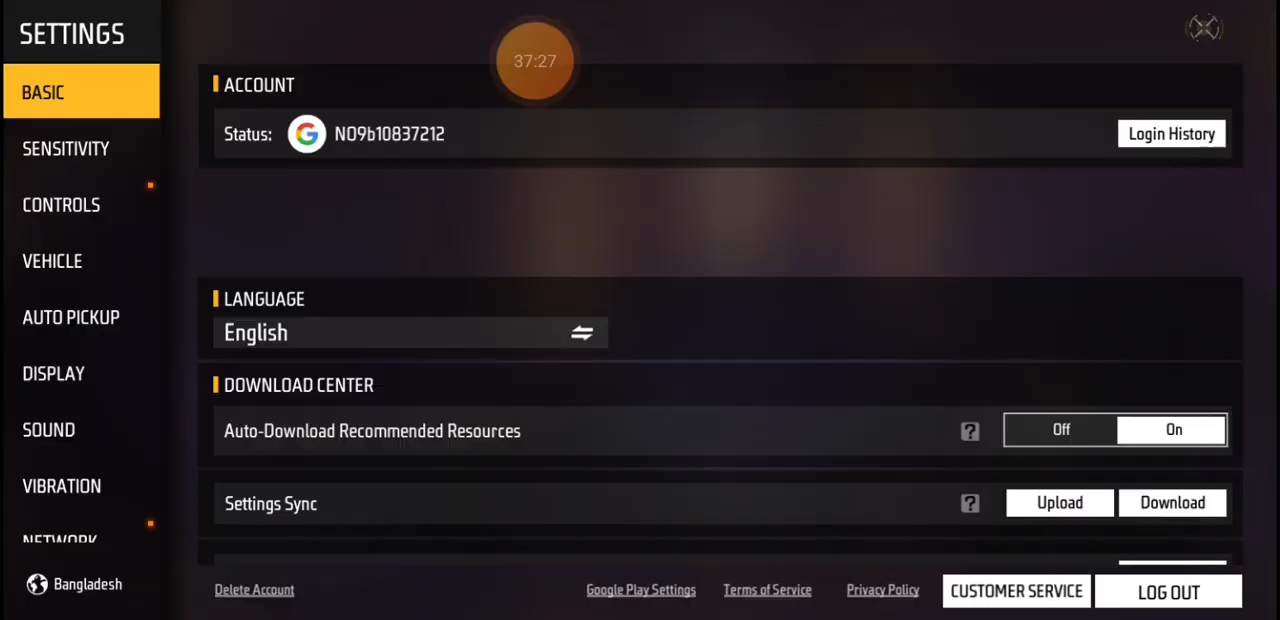 SETTINGS
37:27
BASIC
ACCOUNT
Status: NO9b10837212
Login History
SENSITIVITY
CONTROLS
VEHICLE
LANGUAGE
English
AUTO PICKUP
DISPLAY
DOWNLOAD CENTER
Auto-Download Recommended Resources ? Off On
SOUND
VIBRATION
Settings Sync ? Upload Download
NETWORK
Bangladesh
Delete Account
Google Play Settings
Terms of Service
Privacy Policy
CUSTOMER SERVICE
LOG OUT